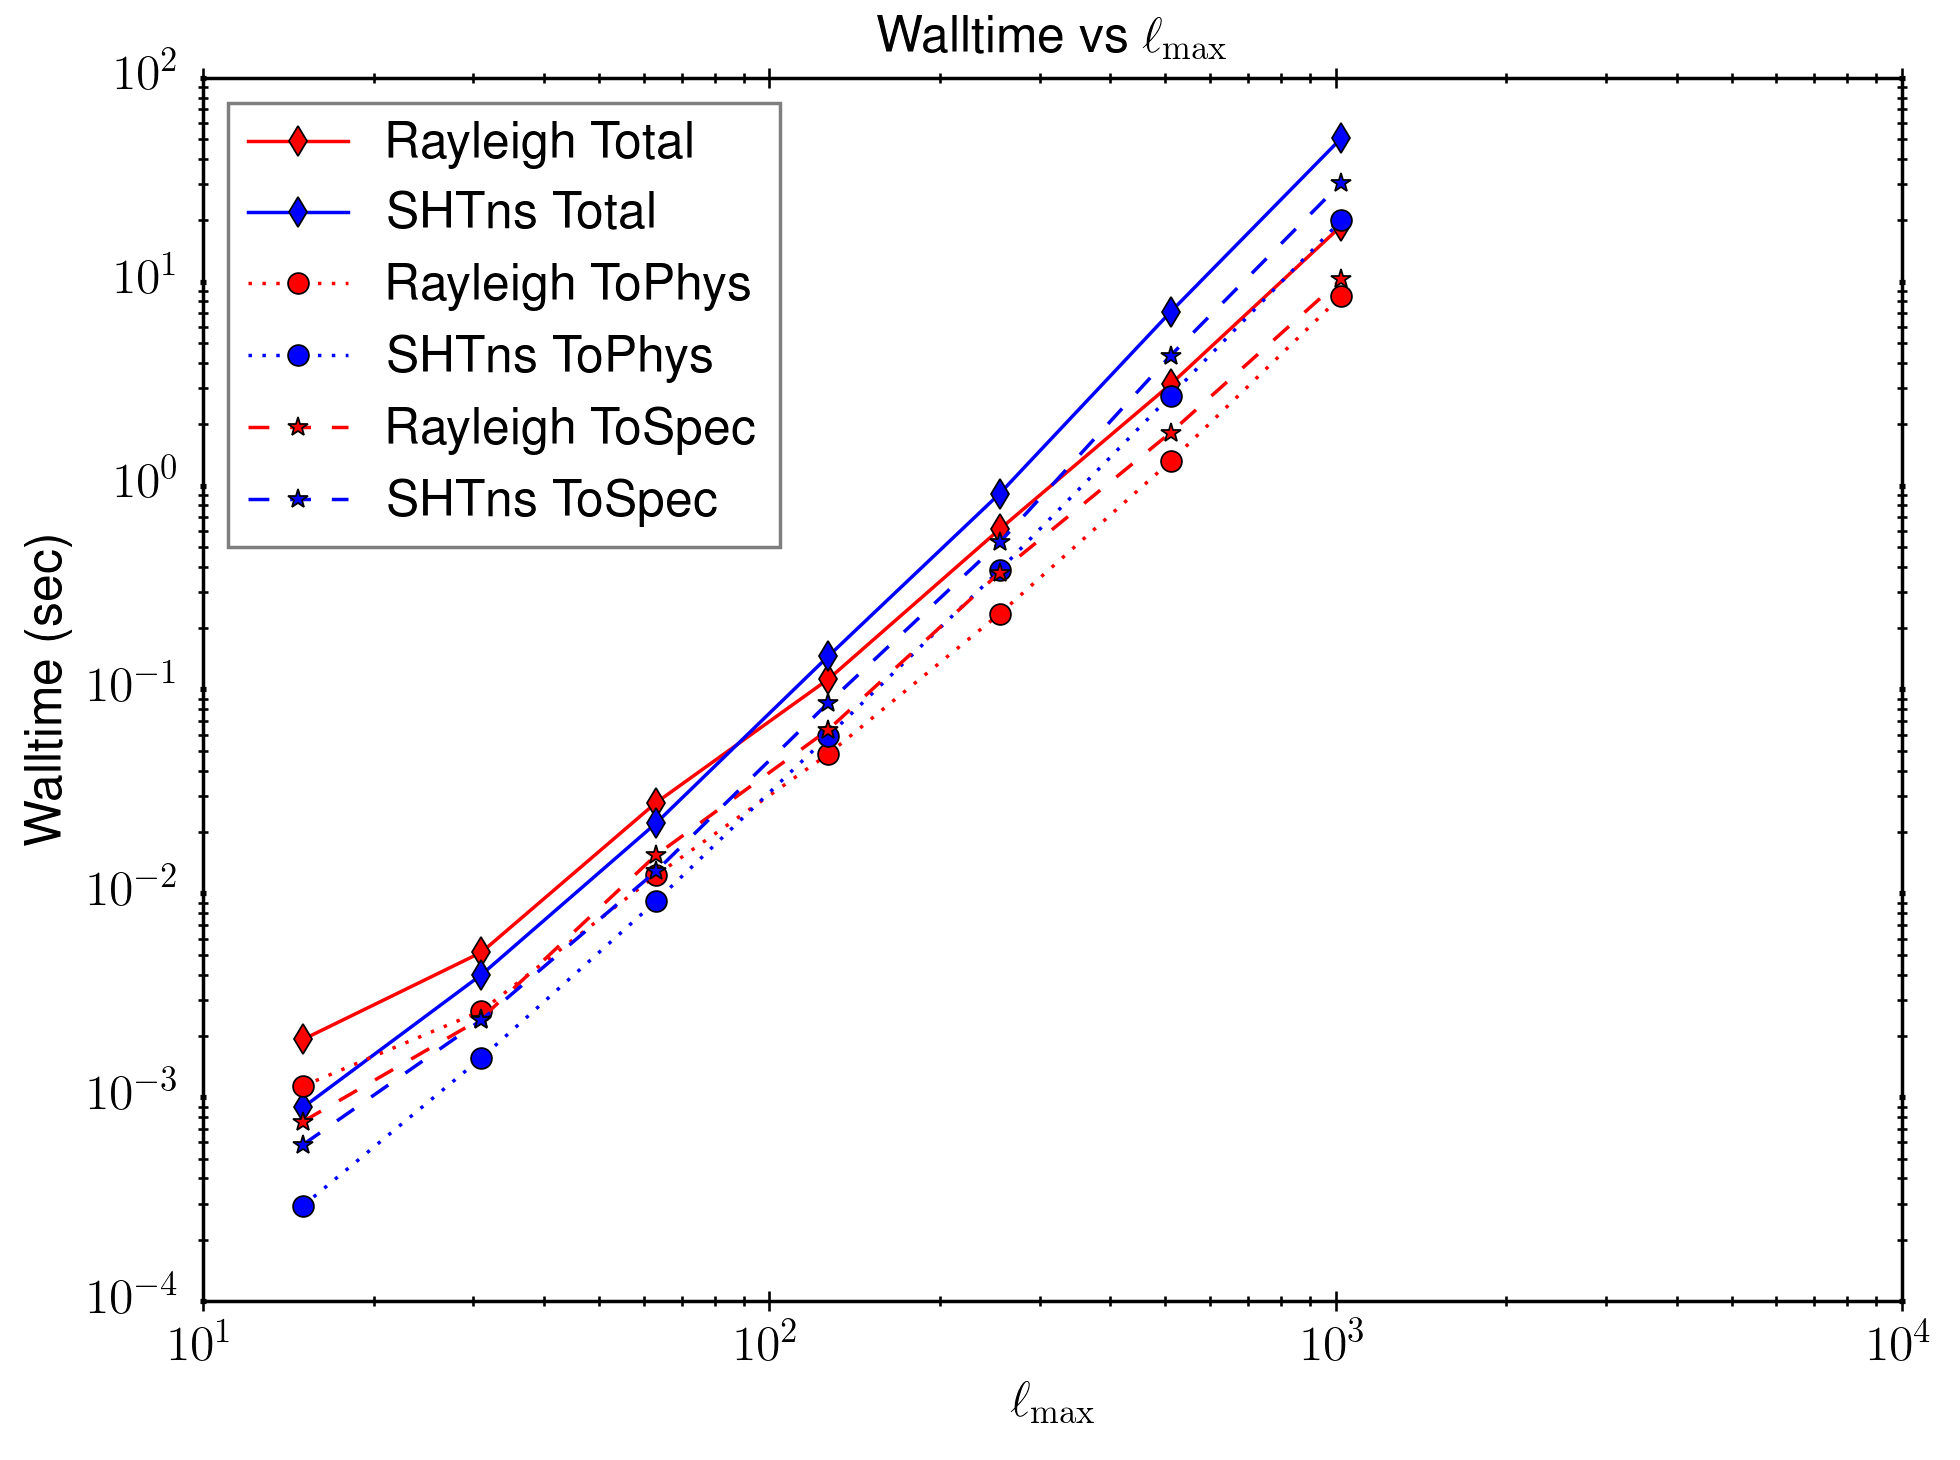 Walltime vs ℓmax
10²
10¹
10⁰
10⁻¹
10⁻²
10⁻³
10⁻⁴
Walltime (sec)
Rayleigh Total
SHTns Total
Rayleigh ToPhys
SHTns ToPhys
Rayleigh ToSpec
SHTns ToSpec
10¹ 10² 10³ 10⁴
ℓmax